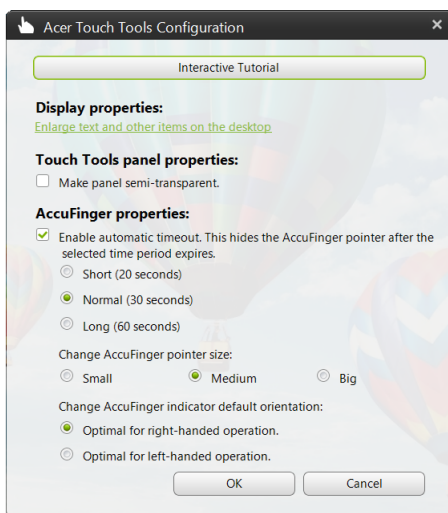 Acer Touch Tools Configuration
Interactive Tutorial
Display properties:
Enlarge text and other items on the desktop
Touch Tools panel properties:
Make panel semi-transparent.
AccuFinger properties:
Enable automatic timeout. This hides the AccuFinger pointer after the
selected time period expires.
Short (20 seconds)
Normal (30 seconds)
Long (60 seconds)
Change AccuFinger pointer size:
Small Medium Big
Change AccuFinger indicator default orientation:
Optimal for right-handed operation.
Optimal for left-handed operation.
OK Cancel